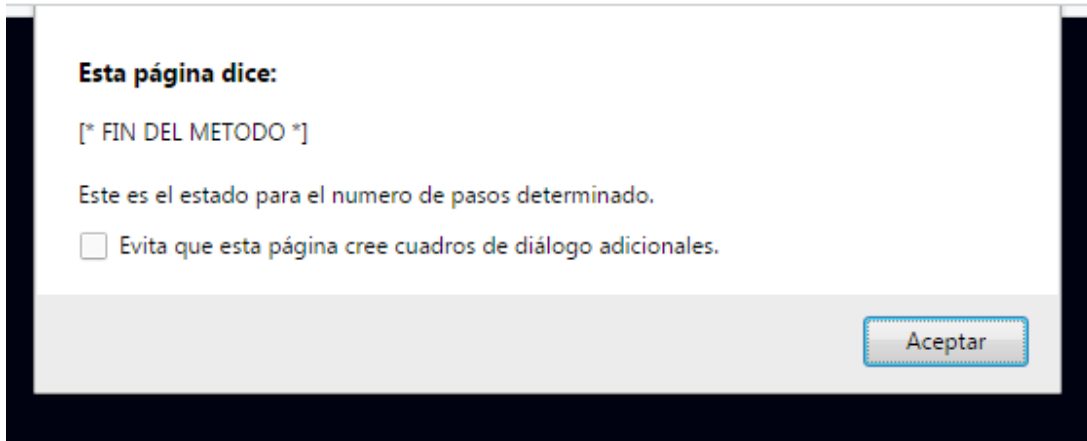 Esta página dice:
[* FIN DEL METODO *]
Este es el estado para el numero de pasos determinado.
Evita que esta página cree cuadros de diálogo adicionales.
Aceptar